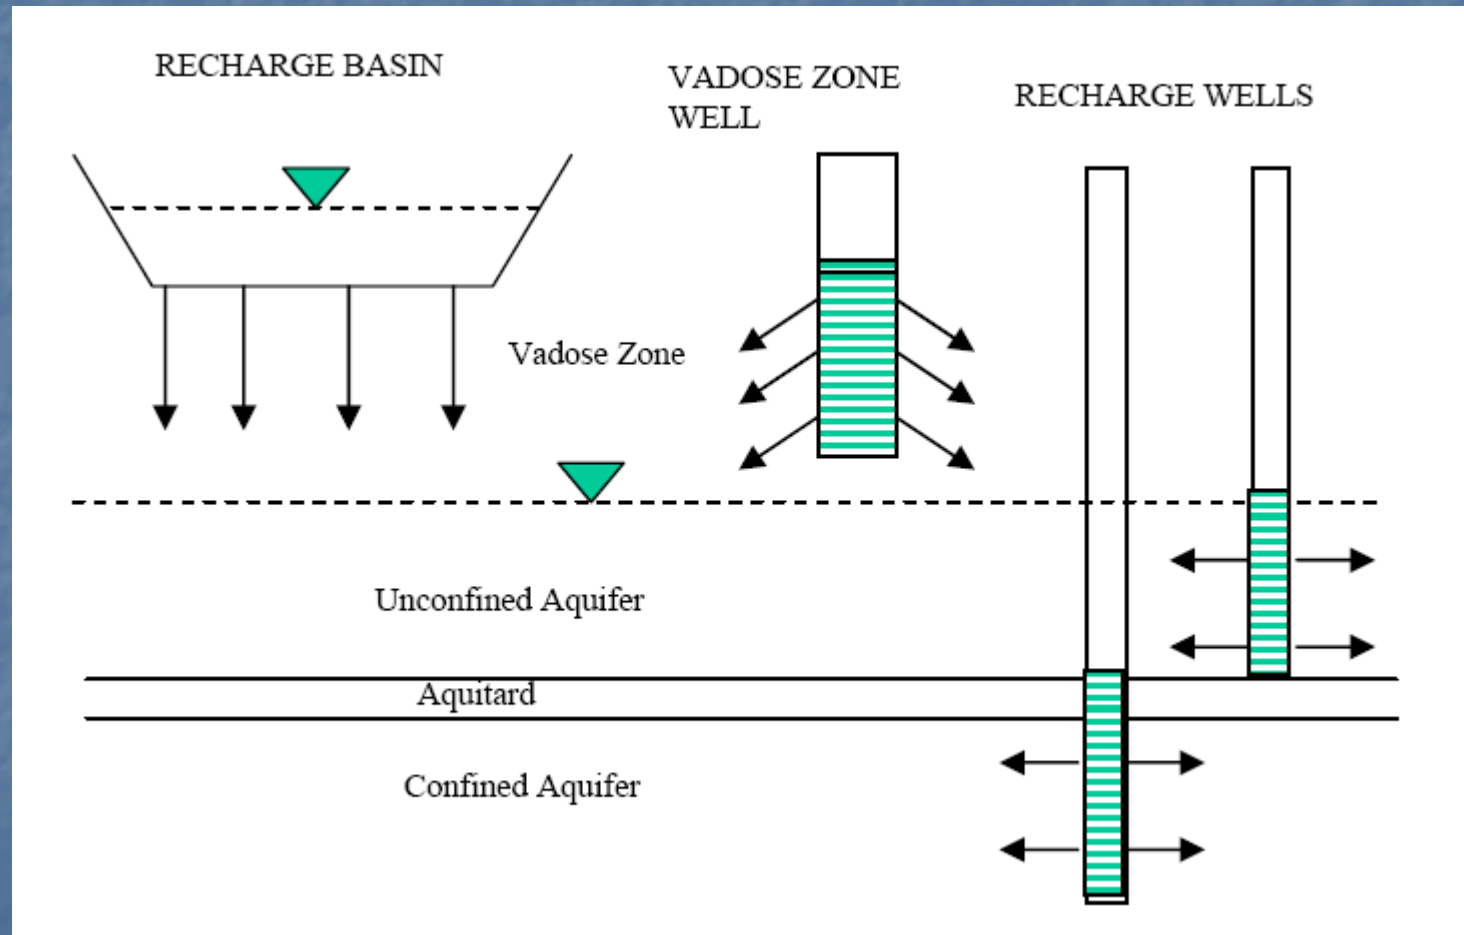 RECHARGE BASIN
VADOSE ZONE
WELL
RECHARGE WELLS
Vadose Zone
Unconfined Aquifer
Aquitard
Confined Aquifer